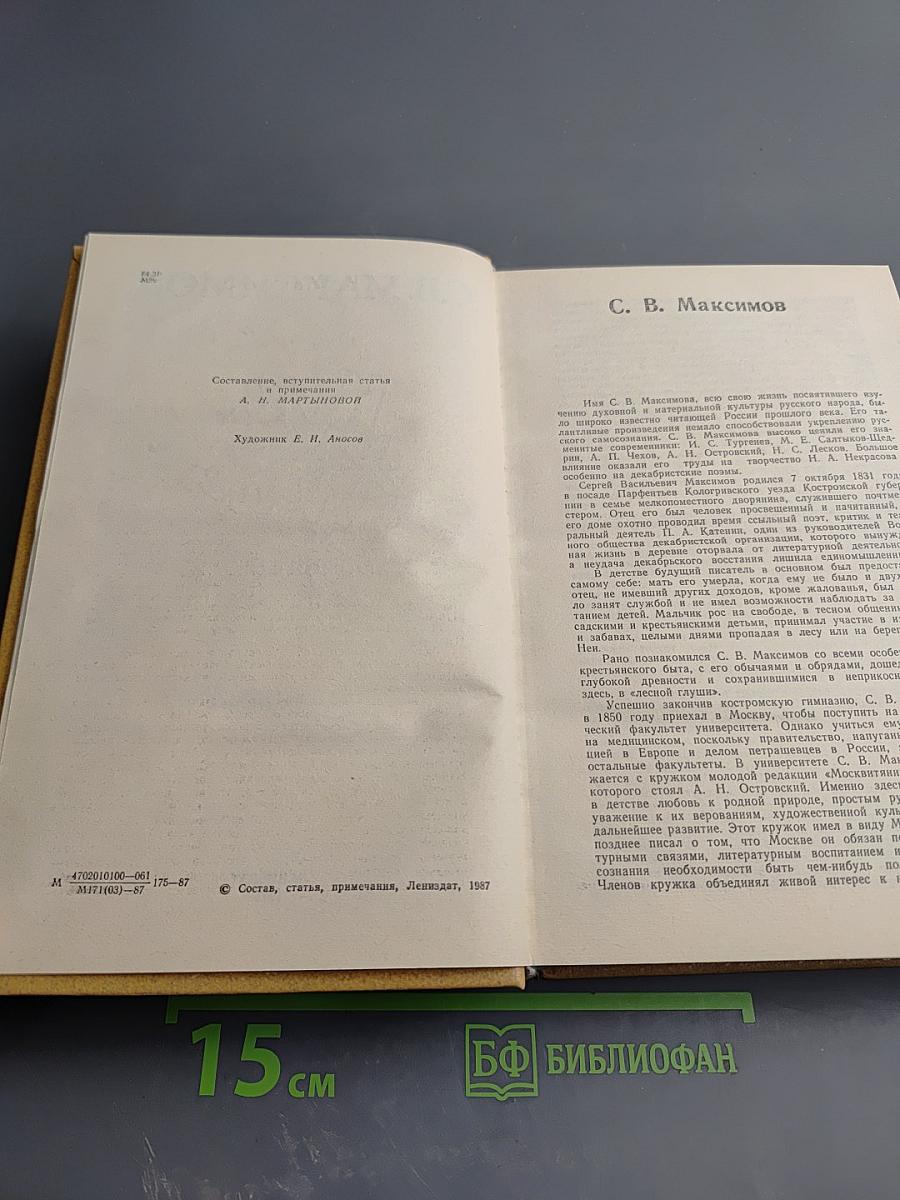 84.3Р
М
Составление, вступительная статья
и примечания
А. Н. МАРТЫНОВОЙ
Художник Е. И. Аносов
М 4702010100—061 175—87
М171(03)—87
© Состав, статья, примечания, Лениздат, 1987
С. В. Максимов
Имя С. В. Максимова, всю свою жизнь посвятившего изу-
чению духовной и материальной культуры русского народа, бы-
ло широко известно читающей России прошлого века. Его та-
лантливые произведения немало способствовали укреплению рус-
ского самосознания. С. В. Максимова высоко ценили его зна-
менитые современники: И. С. Тургенев, М. Е. Салтыков-Щед-
рин, А. П. Чехов, А. Н. Островский, Н. С. Лесков. Большое
влияние оказали его труды на творчество Н. А. Некрасова
особенно на декабристские поэмы.
Сергей Васильевич Максимов родился 7 октября 1831 год
в посаде Парфентьев Кологривского уезда Костромской губер
нии в семье мелкопоместного дворянина, служившего почтме
стером. Отец его был человек просвещенный и начитанный,
его доме охотно проводил время ссыльный поэт, критик и теа
ральный деятель П. А. Катенин, один из руководителей Во
ного общества декабристской организации, которого вынужд
ная жизнь в деревне оторвала от литературной деятельно
а неудача декабрьского восстания лишила единомышленни
В детстве будущий писатель в основном был предоста
самому себе: мать его умерла, когда ему не было и двух
отец, не имевший других доходов, кроме жалованья, был
ло занят службой и не имел возможности наблюдать за
танием детей. Мальчик рос на свободе, в тесном общени
садскими и крестьянскими детьми, принимал участие в и
и забавах, целыми днями пропадая в лесу или на берег
Неи.
Рано познакомился С. В. Максимов со всеми особе
крестьянского быта, с его обычаями и обрядами, дошед
глубокой древности и сохранившимися в неприкосн
здесь, в «лесной глуши».
Успешно закончив костромскую гимназию, С. В.
в 1850 году приехал в Москву, чтобы поступить на
ческий факультет университета. Однако учиться ему
на медицинском, поскольку правительство, напуган
цией в Европе и делом петрашевцев в России,
остальные факультеты. В университете С. В. Мак
жается с кружком молодой редакции «Москвитяни
которого стоял А. Н. Островский. Именно здес
в детстве любовь к родной природе, простым ру
уважение к их верованиям, художественной куль
дальнейшее развитие. Этот кружок имел в виду М
позднее писал о том, что Москве он обязан пе
турными связями, литературным воспитанием и
сознания необходимости быть чем-нибудь пол
Членов кружка объединял живой интерес к н
15 см
БФ БИБЛИОФАН